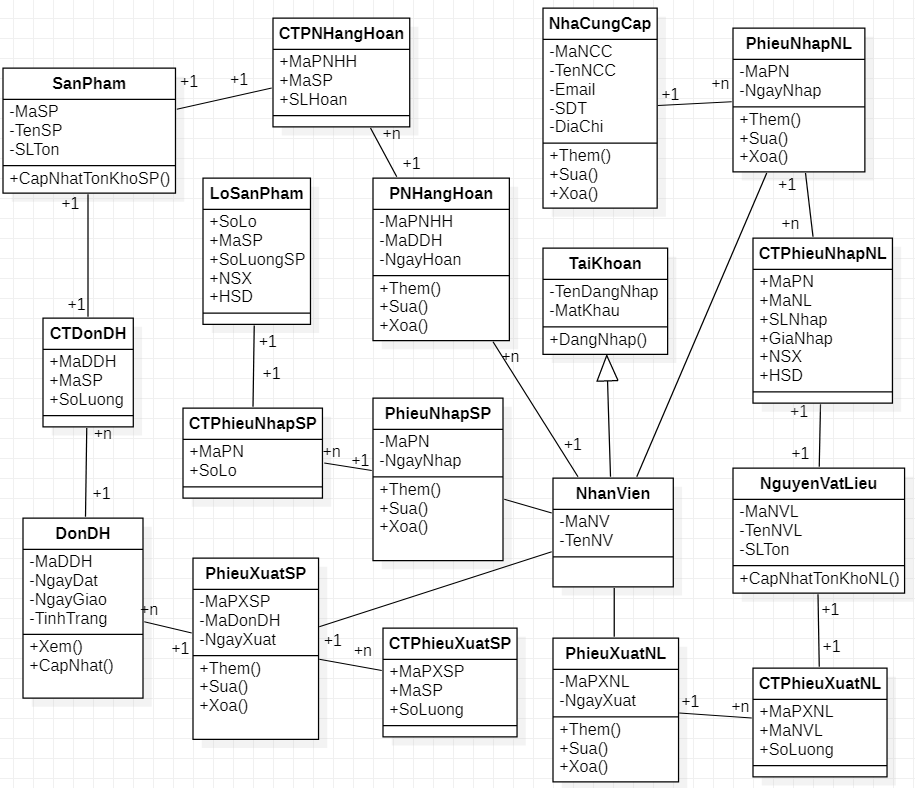 SanPham
-MaSP
-TenSP
-SLTon
+CapNhatTonKhoSP()
+1
+1
CTPNHangHoan
+MaPNHH
+MaSP
+SLHoan
+n
+1
NhaCungCap
-MaNCC
-TenNCC
-Email
-SDT
-DiaChi
+Them()
+Sua()
+Xoa()
+1
+n
PhieuNhapNL
-MaPN
-NgayNhap
+Them()
+Sua()
+Xoa()
+1
+n
+1
+1
LoSanPham
+SoLo
+MaSP
+SoLuongSP
+NSX
+HSD
+1
+1
PNHangHoan
-MaPNHH
-MaDDH
-NgayHoan
+Them()
+Sua()
+Xoa()
+n
+1
TaiKhoan
-TenDangNhap
-MatKhau
+DangNhap()
CTPhieuNhapNL
+MaPN
+MaNL
+SLNhap
+GiaNhap
+NSX
+HSD
+1
+1
CTDonDH
+MaDDH
+MaSP
+SoLuong
+n
+1
CTPhieuNhapSP
+MaPN
+SoLo
+n
+1
PhieuNhapSP
-MaPN
-NgayNhap
+Them()
+Sua()
+Xoa()
NhanVien
-MaNV
-TenNV
NguyenVatLieu
-MaNVL
-TenNVL
-SLTon
+CapNhatTonKhoNL()
+1
+1
DonDH
-MaDDH
-NgayDat
-NgayGiao
-TinhTrang
+Xem()
+CapNhat()
+n
+1
PhieuXuatSP
-MaPXSP
-MaDonDH
-NgayXuat
+Them()
+Sua()
+Xoa()
+1
+n
CTPhieuXuatSP
+MaPXSP
+MaSP
+SoLuong
PhieuXuatNL
-MaPXNL
-NgayXuat
+Them()
+Sua()
+Xoa()
+1
+n
CTPhieuXuatNL
+MaPXNL
+MaNVL
+SoLuong